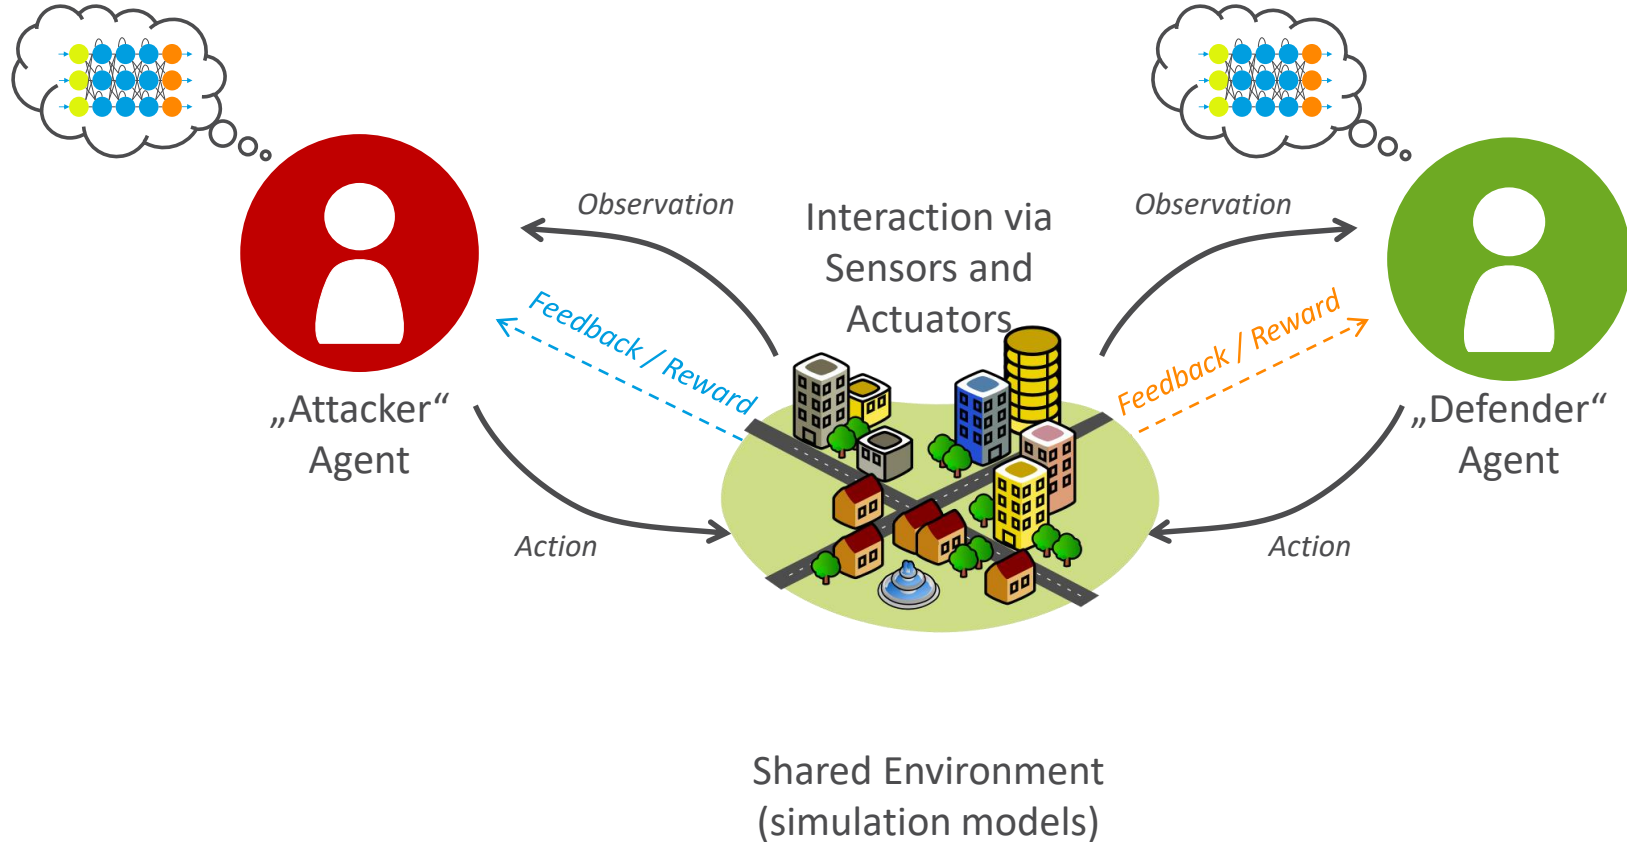 Observation
Interaction via
Sensors and
Actuators
Observation
Feedback / Reward
Feedback / Reward
„Attacker“
Agent
„Defender“
Agent
Action
Action
Shared Environment
(simulation models)